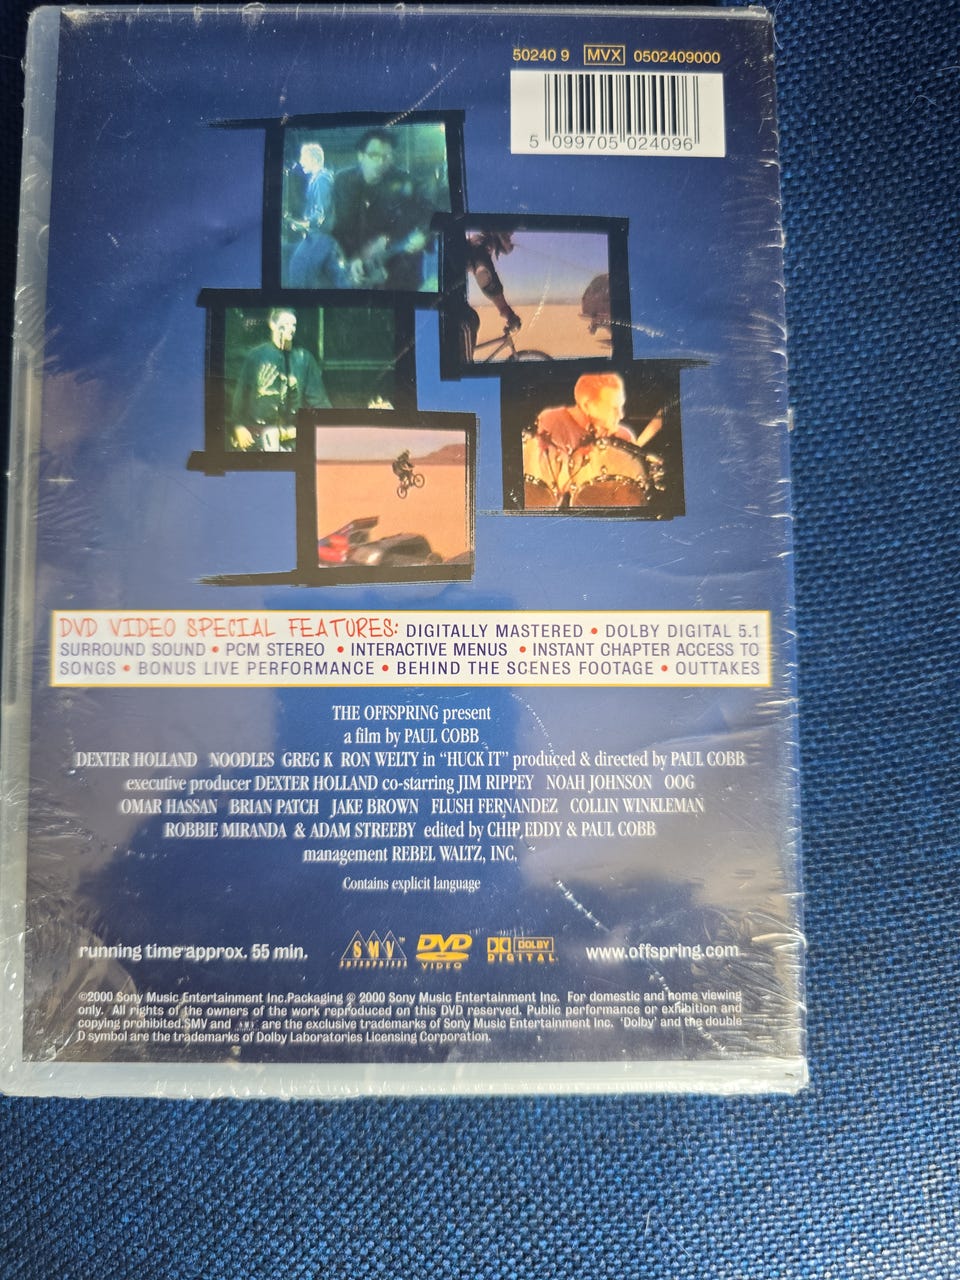 50240 9 MVX 0502409000
5 099705 024096
DVD VIDEO SPECIAL FEATURES: DIGITALLY MASTERED • DOLBY DIGITAL 5.1
SURROUND SOUND • PCM STEREO • INTERACTIVE MENUS • INSTANT CHAPTER ACCESS TO
SONGS • BONUS LIVE PERFORMANCE • BEHIND THE SCENES FOOTAGE • OUTTAKES
THE OFFSPRING present
a film by PAUL COBB
DEXTER HOLLAND NOODLES GREG K RON WELTY in “HUCK IT” produced & directed by PAUL COBB
executive producer DEXTER HOLLAND co-starring JIM RIPPEY NOAH JOHNSON OOG
OMAR HASSAN BRIAN PATCH JAKE BROWN FLUSH FERNANDEZ COLLIN WINKLEMAN
ROBBIE MIRANDA & ADAM STREEBY edited by CHIP EDDY & PAUL COBB
management REBEL WALTZ, INC.
Contains explicit language
running time approx. 55 min. SMV ENTERPRISES DVD VIDEO DOLBY DIGITAL www.offspring.com
©2000 Sony Music Entertainment Inc.Packaging ℗ 2000 Sony Music Entertainment Inc. For domestic and home viewing
only. All rights of the owners of the work reproduced on this DVD reserved. Public performance or exhibition and
copying prohibited.SMV and SMV are the exclusive trademarks of Sony Music Entertainment Inc. 'Dolby' and the double
D symbol are the trademarks of Dolby Laboratories Licensing Corporation.